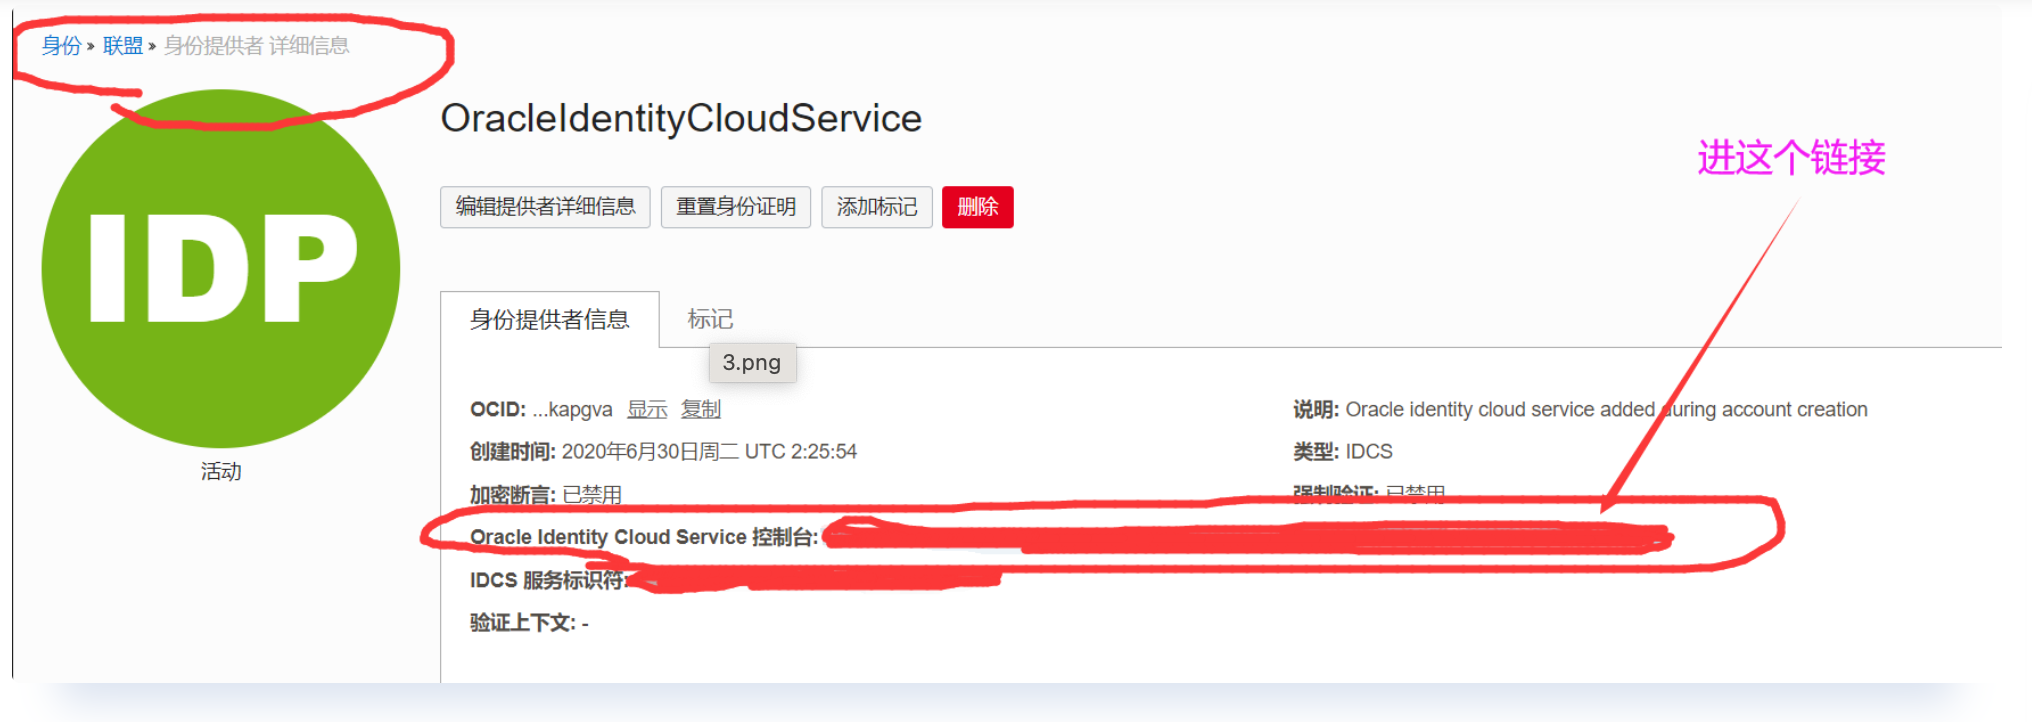 身份 » 联盟 » 身份提供者 详细信息
IDP
活动
OracleIdentityCloudService
进这个链接
编辑提供者详细信息 重置身份证明 添加标记 删除
身份提供者信息 标记
3.png
OCID: ...kapgva 显示 复制
说明: Oracle identity cloud service added during account creation
创建时间: 2020年6月30日周二 UTC 2:25:54
类型: IDCS
加密断言: 已禁用
强制验证: 已禁用
Oracle Identity Cloud Service 控制台:
IDCS 服务标识符:
验证上下文: -